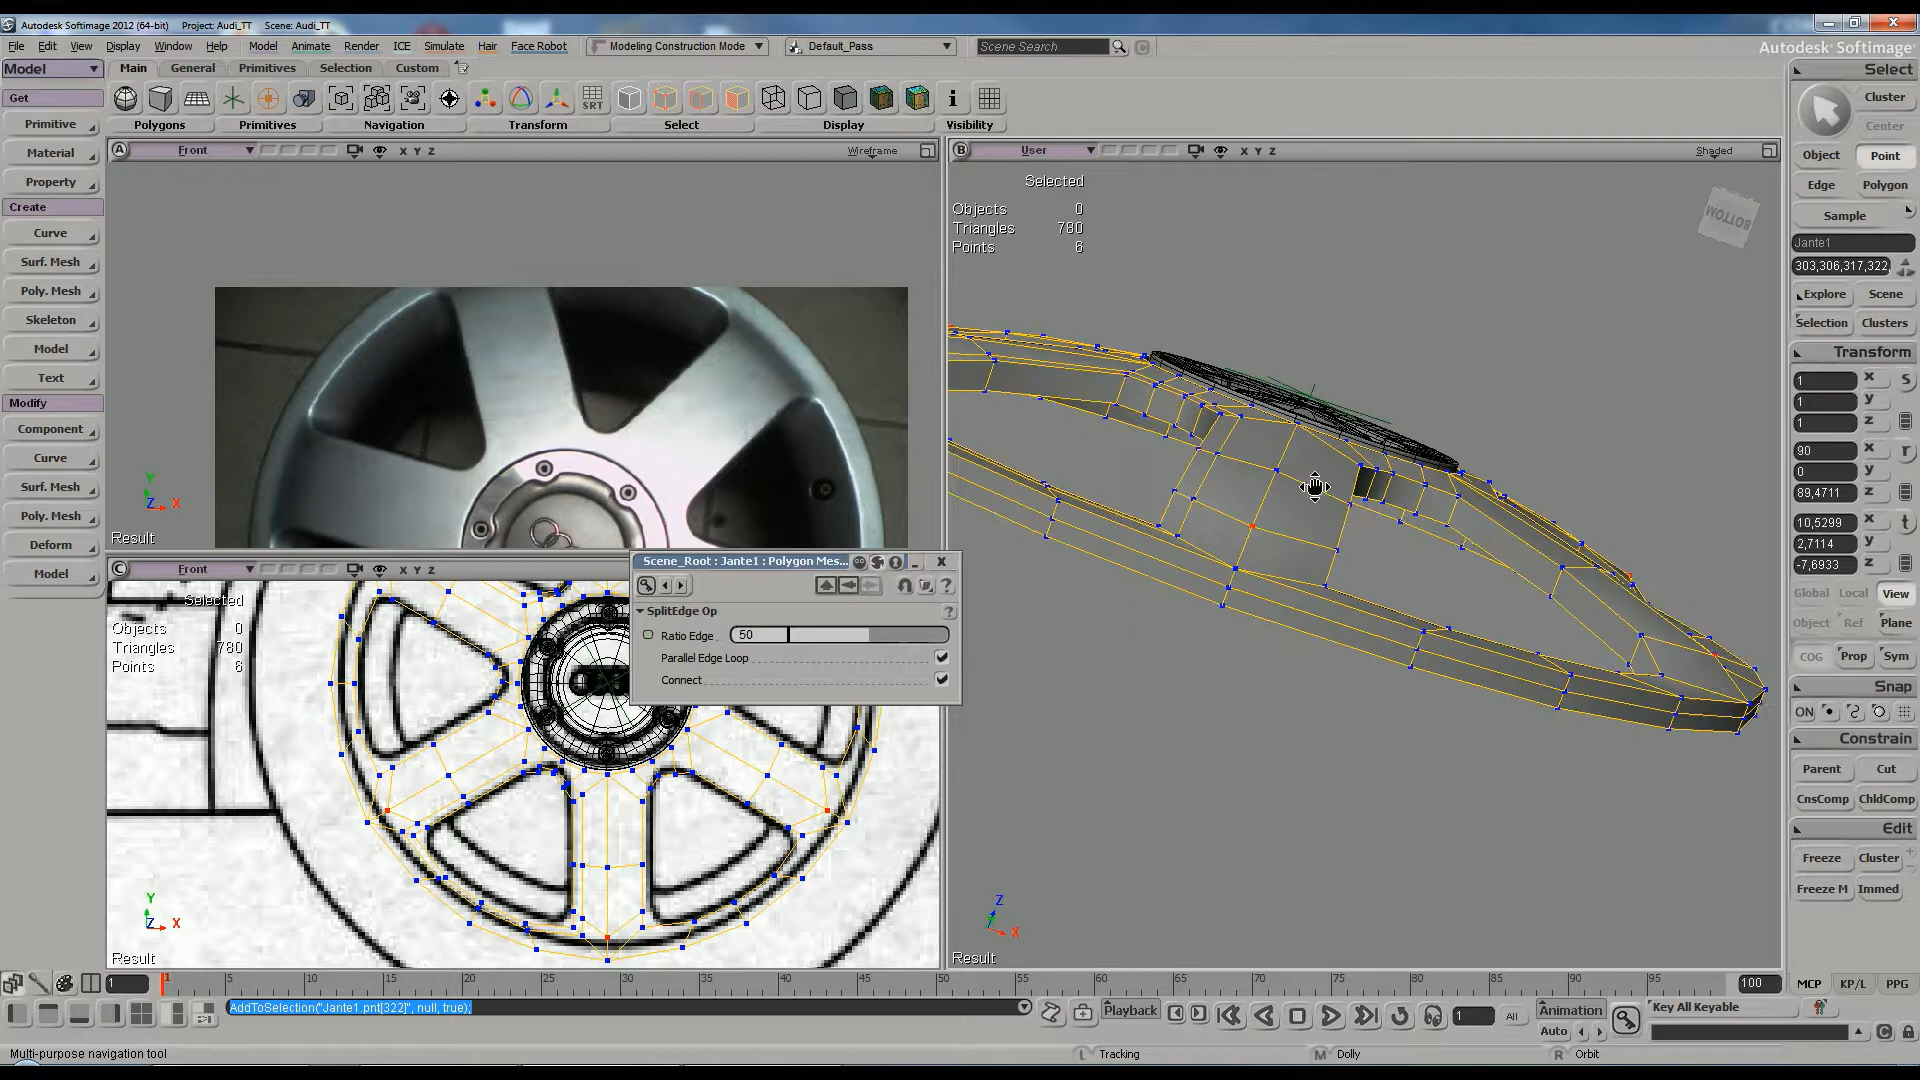 Autodesk Softimage 2012 (64-bit)    Project: Audi_TT    Scene: Audi_TT
File Edit View Display Window Help Model Animate Render ICE Simulate Hair Face Robot Modeling Construction Mode Default_Pass Scene Search Autodesk® Softimage®
Model Main General Primitives Selection Custom
Get
Primitive
Material
Property
Create
Curve
Surf. Mesh
Poly. Mesh
Skeleton
Model
Text
Modify
Component
Curve
Surf. Mesh
Poly. Mesh
Deform
Model
SRT
Polygons Primitives Navigation Transform Select Display Visibility
A Front X Y Z Wireframe
Y
Z X
Result
B User X Y Z Shaded
Selected
Objects 0
Triangles 780
Points 6
BOTTOM
Z
X
Result
C Front X Y Z
Selected
Objects 0
Triangles 780
Points 6
Y
Z X
Result
Scene_Root : Jante1 : Polygon Mes...
SplitEdge Op
Ratio Edge 50
Parallel Edge Loop
Connect
Select
Cluster
Center
Object Point
Edge Polygon
Sample
Jante1
303,306,317,322,
Explore Scene
Selection Clusters
Transform
1 x S
1 y
1 z
90 x r
0 y
89,4711 z
10,5299 x t
2,7114 y
-7,6933 z
Global Local View
Object Ref Plane
COG Prop Sym
Snap
ON
Constrain
Parent Cut
CnsComp ChldComp
Edit
Freeze Cluster
Freeze M Immed
1 1 5 10 15 20 25 30 35 40 45 50 55 60 65 70 75 80 85 90 95 100 MCP KP/L PPG
AddToSelection("Jante1.pnt[322]", null, true); Playback 1 All Animation Key All Keyable
Auto
Multi-purpose navigation tool L Tracking M Dolly R Orbit